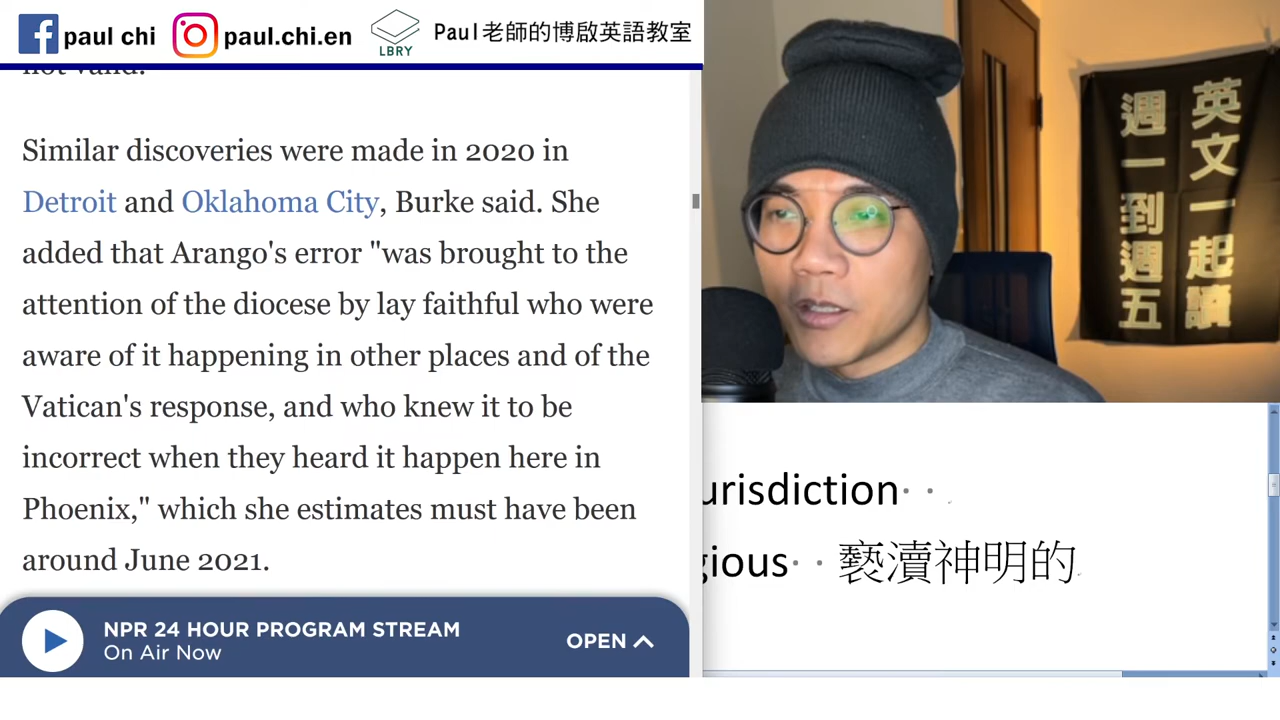 paul chi
paul.chi.en
LBRY
Paul老師的博啟英語教室
not valid.
Similar discoveries were made in 2020 in
Detroit and Oklahoma City, Burke said. She
added that Arango's error "was brought to the
attention of the diocese by lay faithful who were
aware of it happening in other places and of the
Vatican's response, and who knew it to be
incorrect when they heard it happen here in
Phoenix," which she estimates must have been
around June 2021.
NPR 24 HOUR PROGRAM STREAM
On Air Now
OPEN
英文一起讀
週一到週五
urisdiction
gious 褻瀆神明的